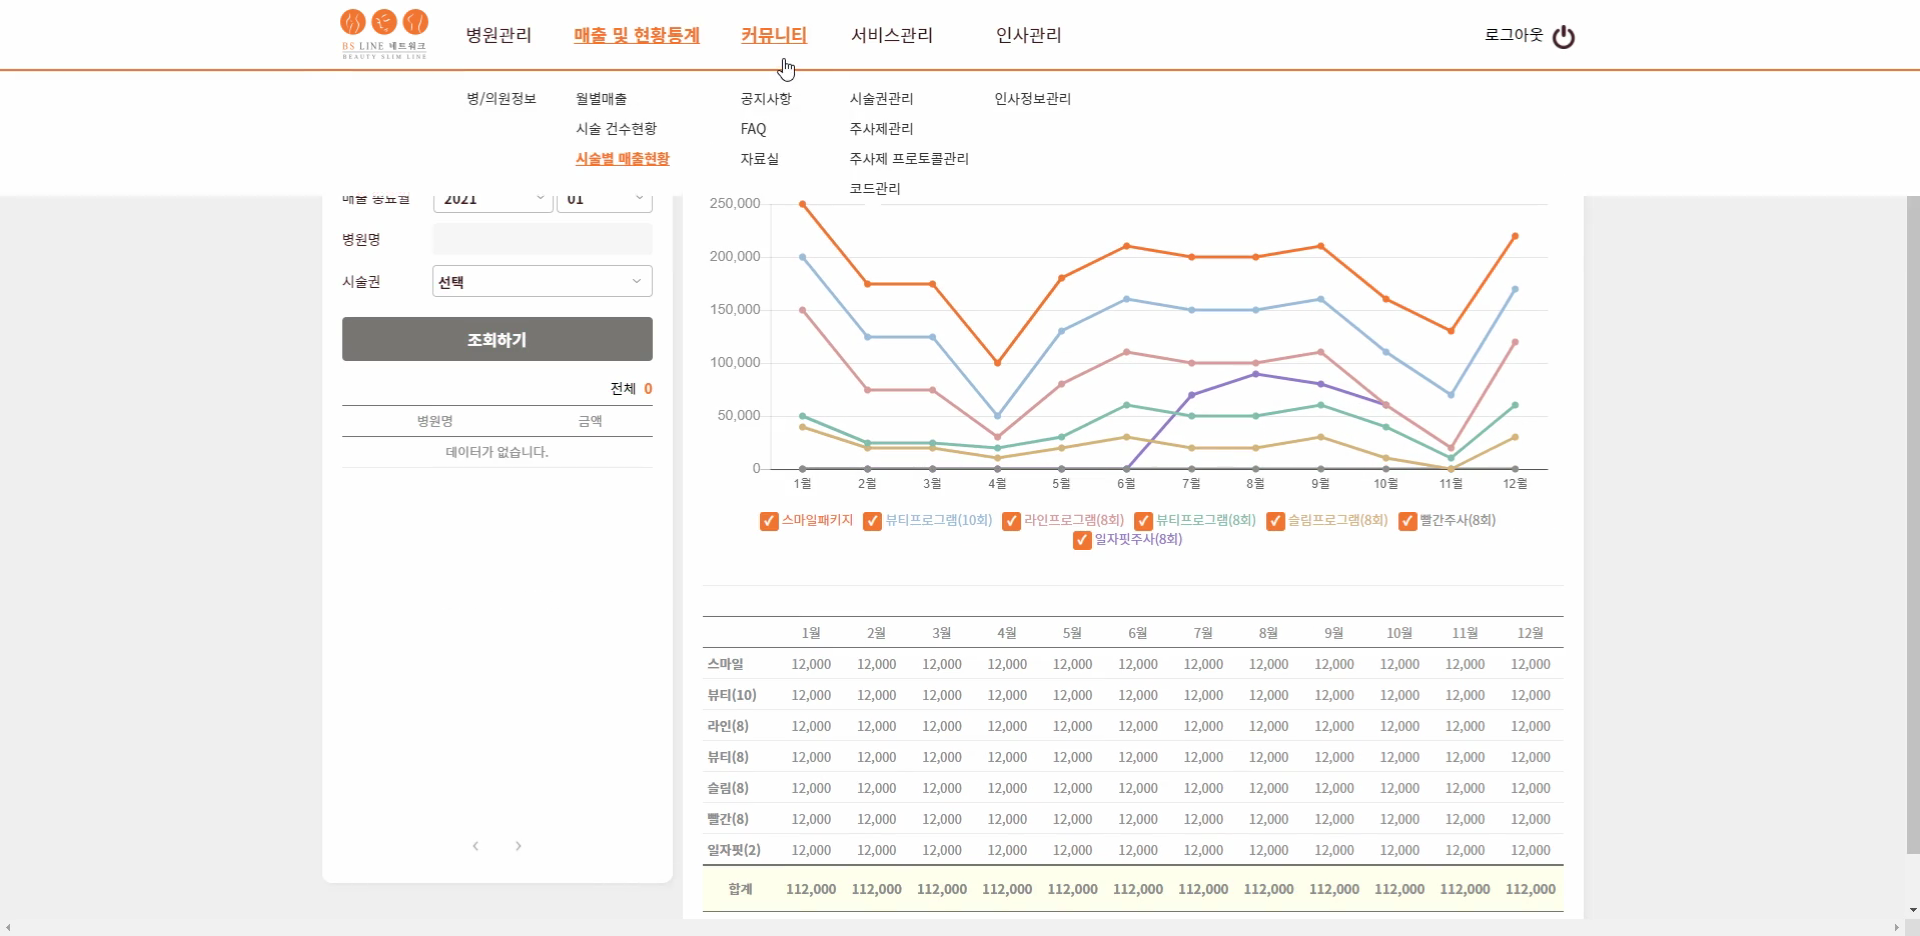 BS LINE 네트워크
BEAUTY SLIM LINE
병원관리 매출 및 현황통계 커뮤니티 서비스관리 인사관리
로그아웃
병/의원정보 월별매출 공지사항 시술권관리 인사정보관리
시술 건수현황 FAQ 주사제관리
시술별 매출현황 자료실 주사제 프로토콜관리
코드관리
매출 종료월 2021 01
병원명
시술권 선택
조회하기
전체 0
병원명 금액
데이터가 없습니다.
‹ ›
250,000
200,000
150,000
100,000
50,000
0
1월 2월 3월 4월 5월 6월 7월 8월 9월 10월 11월 12월
스마일패키지 뷰티프로그램(10회) 라인프로그램(8회) 뷰티프로그램(8회) 슬림프로그램(8회) 빨간주사(8회)
일자핏주사(8회)
1월 2월 3월 4월 5월 6월 7월 8월 9월 10월 11월 12월
스마일 12,000 12,000 12,000 12,000 12,000 12,000 12,000 12,000 12,000 12,000 12,000 12,000
뷰티(10) 12,000 12,000 12,000 12,000 12,000 12,000 12,000 12,000 12,000 12,000 12,000 12,000
라인(8) 12,000 12,000 12,000 12,000 12,000 12,000 12,000 12,000 12,000 12,000 12,000 12,000
뷰티(8) 12,000 12,000 12,000 12,000 12,000 12,000 12,000 12,000 12,000 12,000 12,000 12,000
슬림(8) 12,000 12,000 12,000 12,000 12,000 12,000 12,000 12,000 12,000 12,000 12,000 12,000
빨간(8) 12,000 12,000 12,000 12,000 12,000 12,000 12,000 12,000 12,000 12,000 12,000 12,000
일자핏(2) 12,000 12,000 12,000 12,000 12,000 12,000 12,000 12,000 12,000 12,000 12,000 12,000
합계 112,000 112,000 112,000 112,000 112,000 112,000 112,000 112,000 112,000 112,000 112,000 112,000